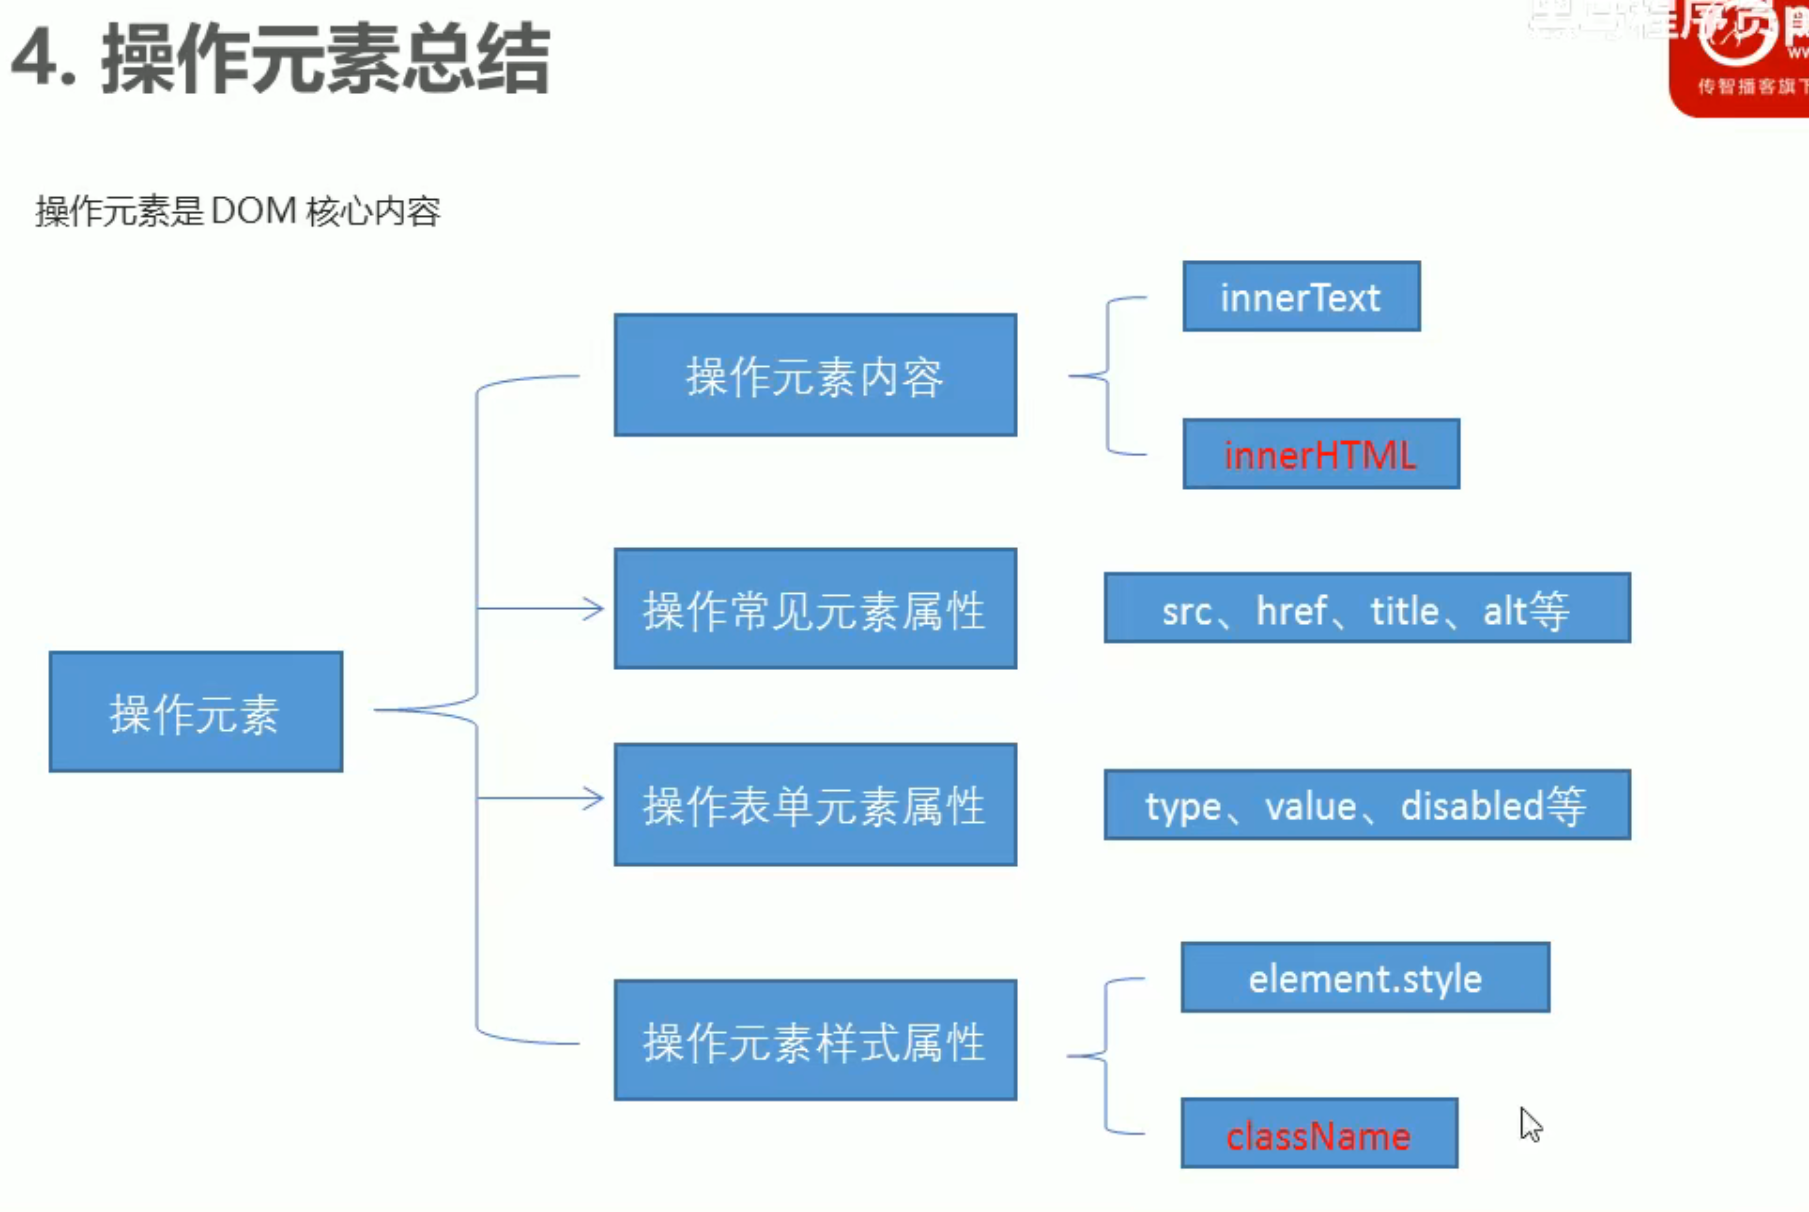 4. 操作元素总结
传智播客旗下
操作元素是DOM 核心内容
操作元素
操作元素内容
innerText
innerHTML
操作常见元素属性
src、href、title、alt等
操作表单元素属性
type、value、disabled等
操作元素样式属性
element.style
className